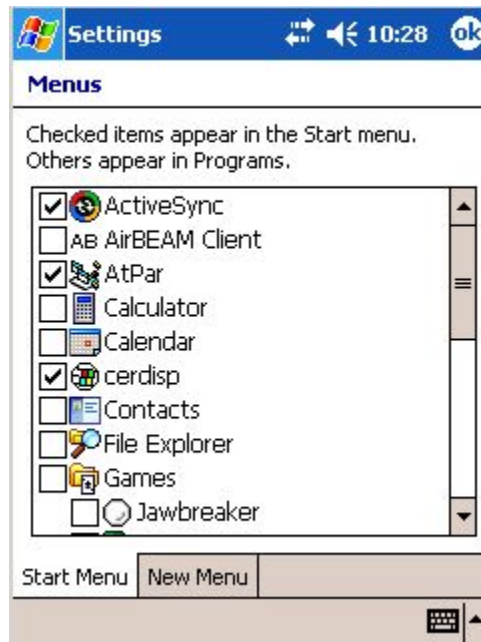 Settings 10:28 ok
Menus
Checked items appear in the Start menu.
Others appear in Programs.
ActiveSync
AB AirBEAM Client
AtPar
Calculator
Calendar
cerdisp
Contacts
File Explorer
Games
Jawbreaker
Start Menu New Menu